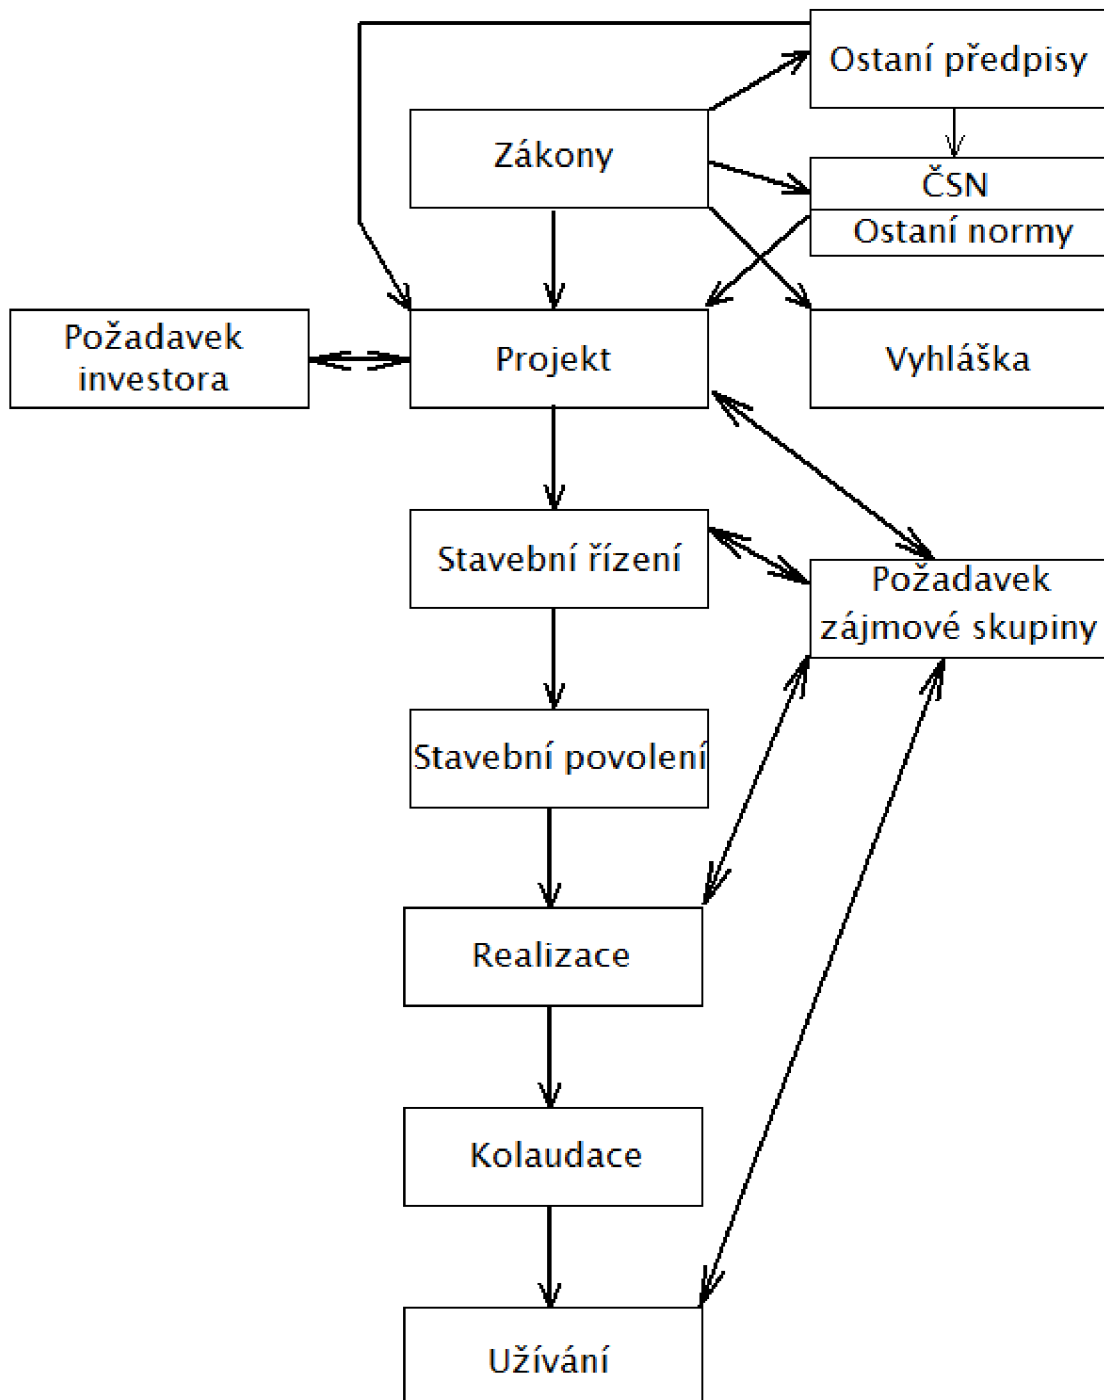 Ostaní předpisy
Zákony
ČSN
Ostaní normy
Požadavek
investora
Projekt
Vyhláška
Stavební řízení
Požadavek
zájmové skupiny
Stavební povolení
Realizace
Kolaudace
Užívání